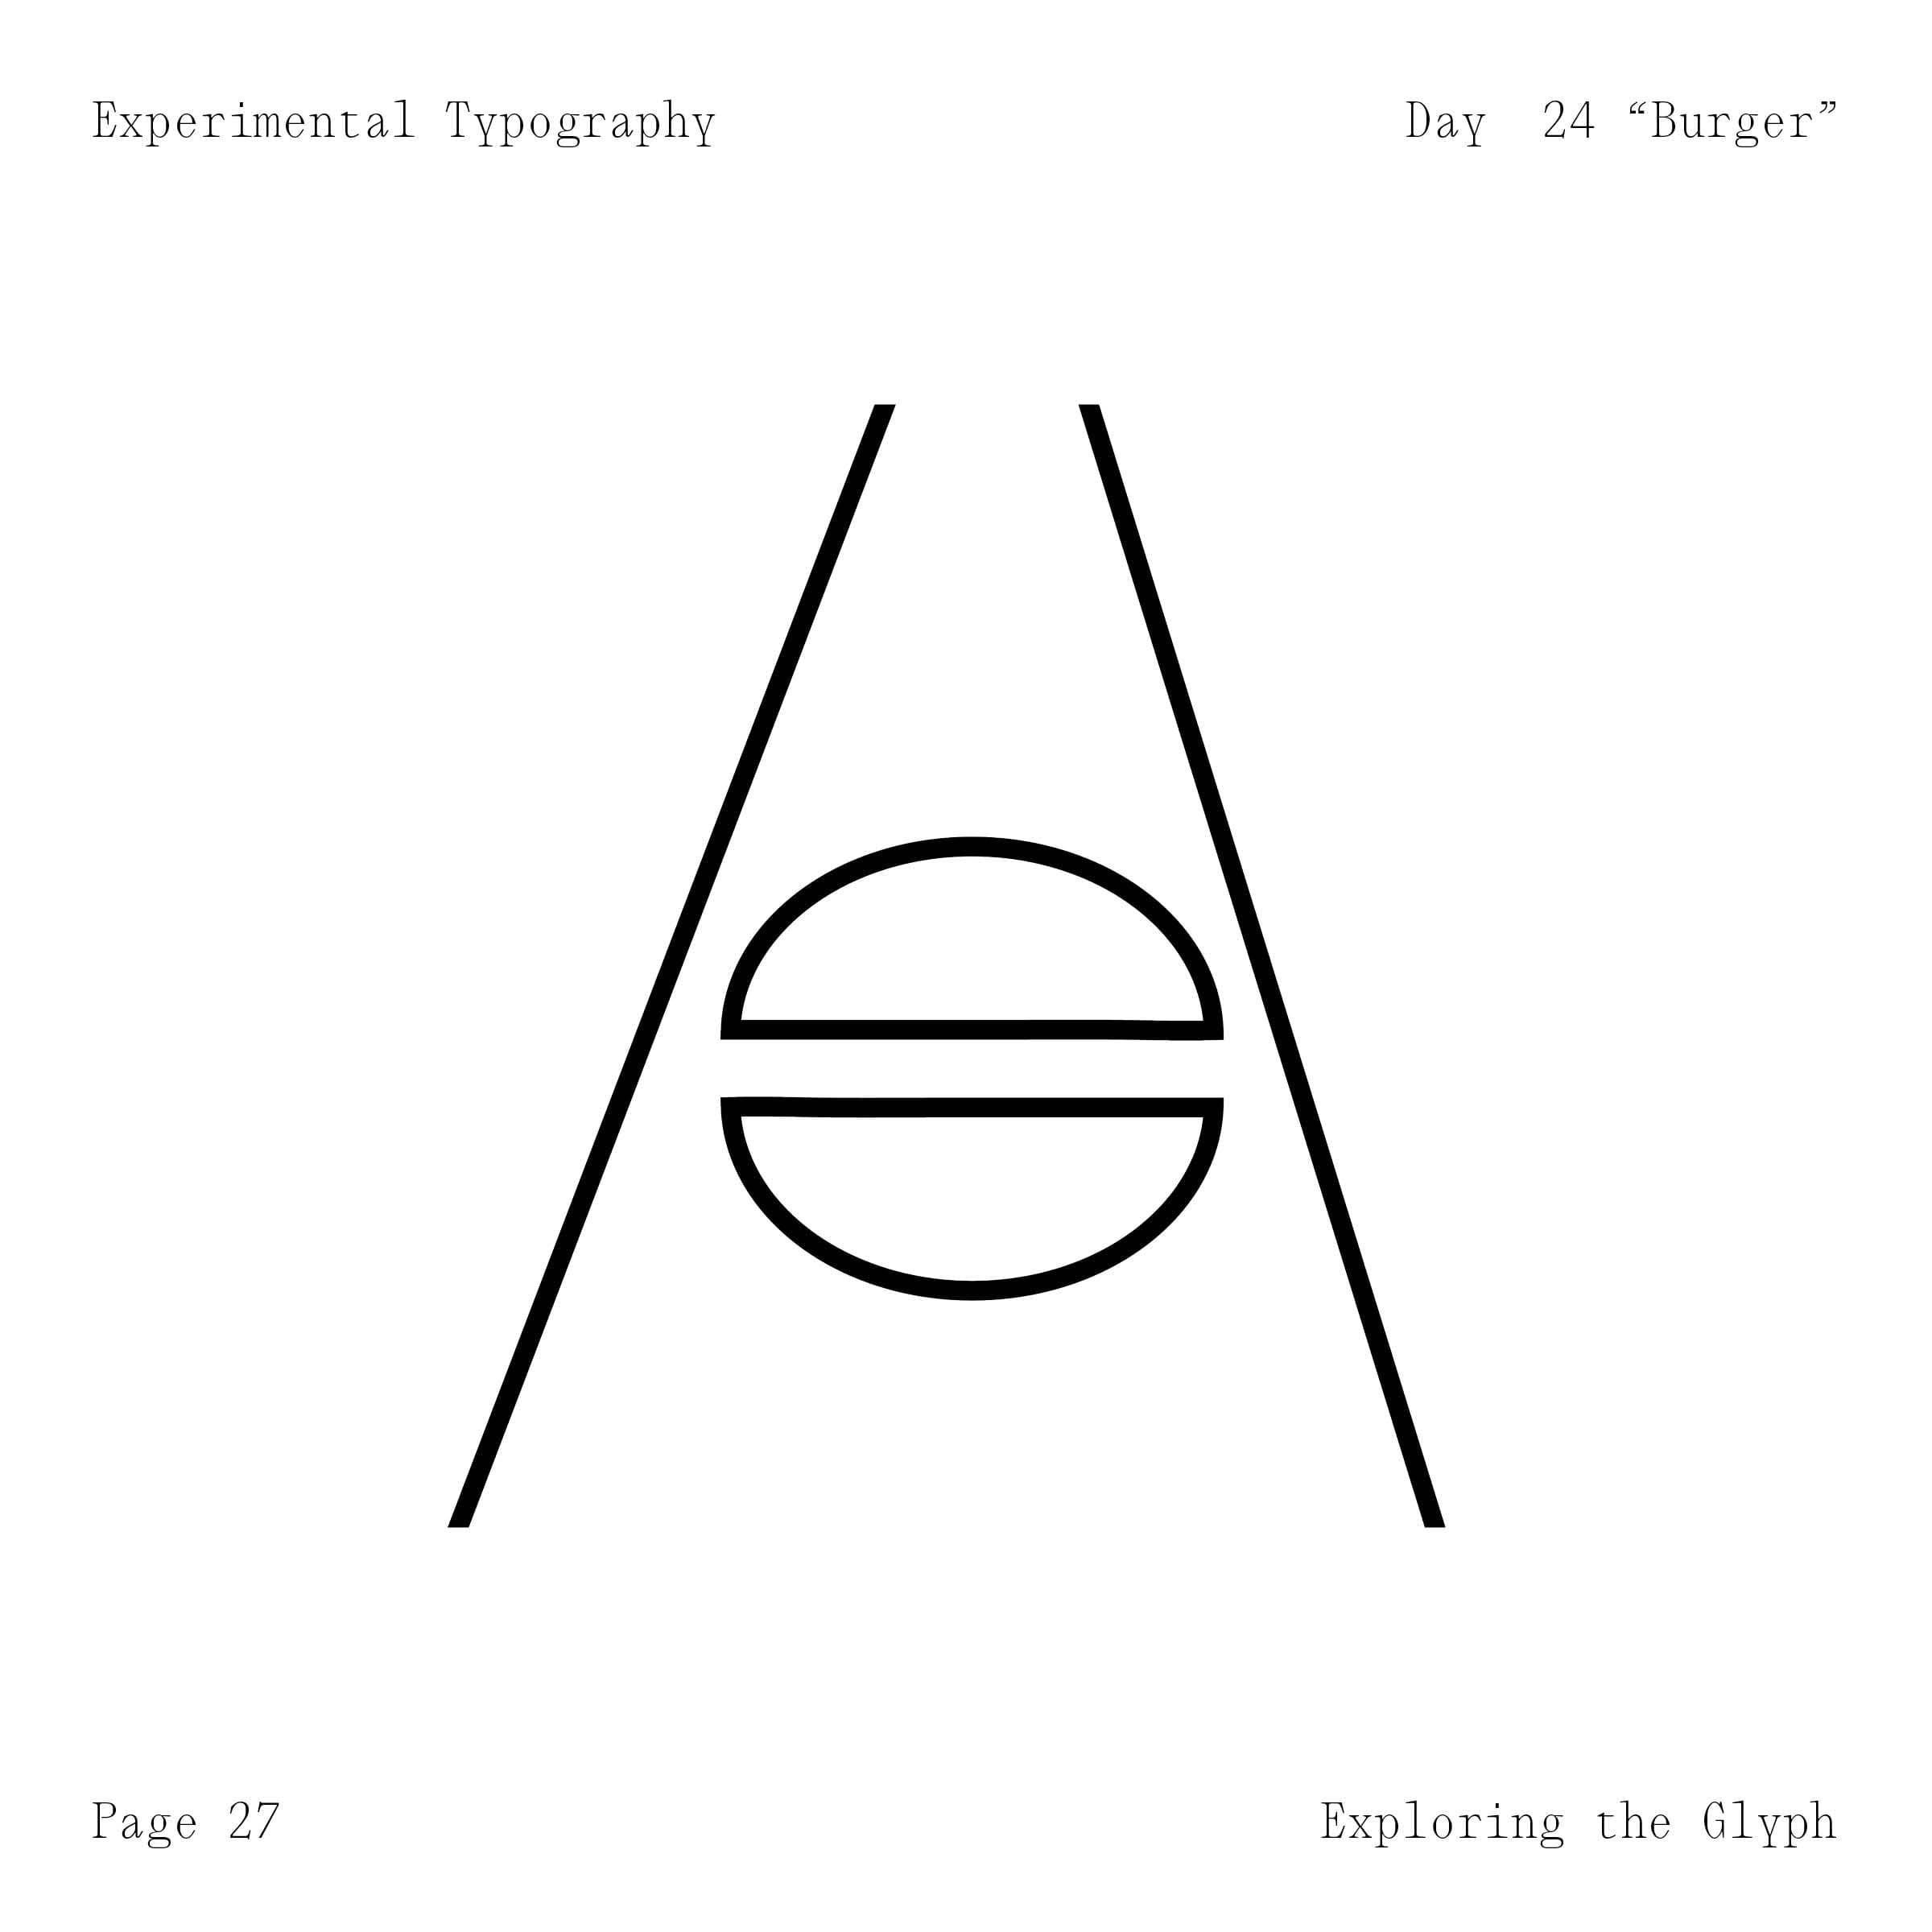 Experimental Typography
Day 24 “Burger”
A
Page 27
Exploring the Glyph